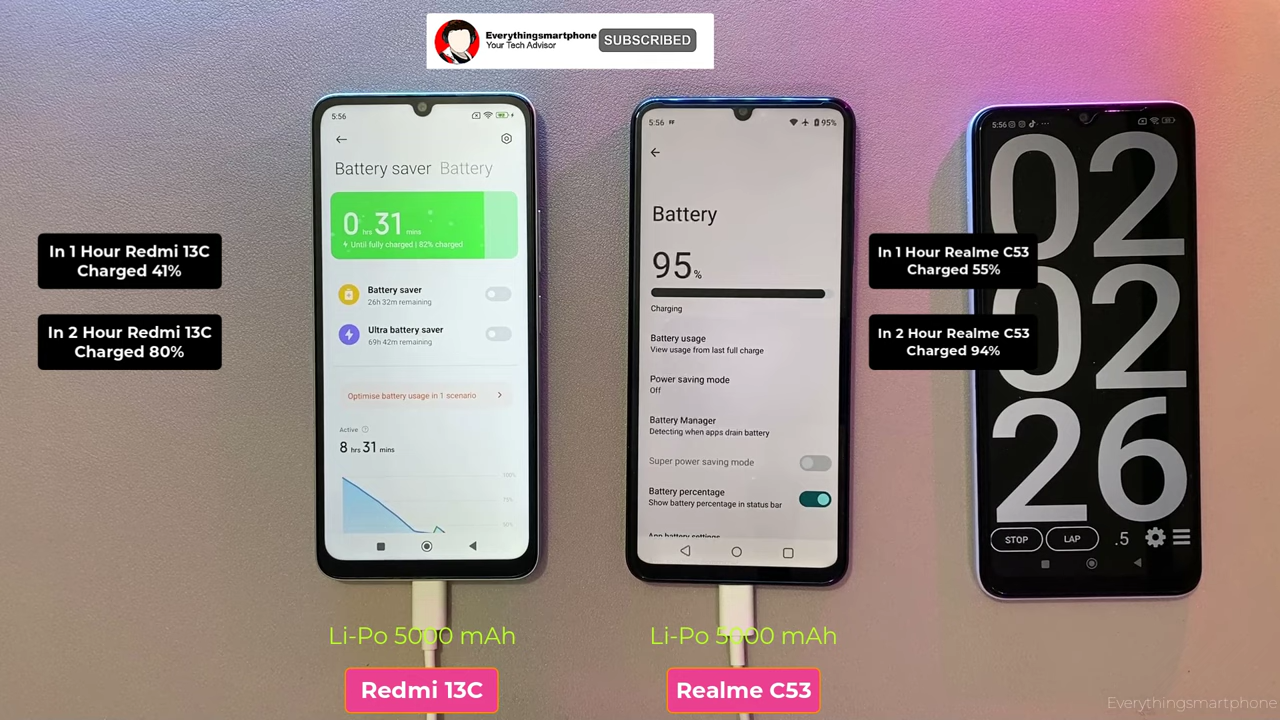 Everythingsmartphone
Your Tech Advisor
SUBSCRIBED
5:56
Battery saver Battery
0 hrs 31 mins
Until fully charged | 82% charged
Battery saver
26h 32m remaining
Ultra battery saver
69h 42m remaining
Optimise battery usage in 1 scenario
Active
8 hrs 31 mins
100%
75%
50%
5:56
95%
Battery
95%
Charging
Battery usage
View usage from last full charge
Power saving mode
Off
Battery Manager
Detecting when apps drain battery
Super power saving mode
Battery percentage
Show battery percentage in status bar
App battery settings
5:56
02
02
26
STOP
LAP
.5
In 1 Hour Redmi 13C
Charged 41%
In 2 Hour Redmi 13C
Charged 80%
In 1 Hour Realme C53
Charged 55%
In 2 Hour Realme C53
Charged 94%
Li-Po 5000 mAh
Li-Po 5000 mAh
Redmi 13C
Realme C53
Everythingsmartphone